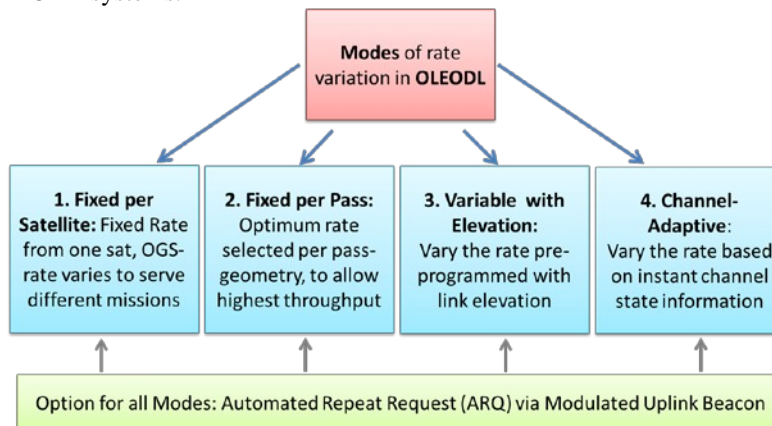 systems.
Modes of rate
variation in OLEODL
1. Fixed per
Satellite: Fixed Rate
from one sat, OGS-
rate varies to serve
different missions
2. Fixed per Pass:
Optimum rate
selected per pass-
geometry, to allow
highest throughput
3. Variable with
Elevation:
Vary the rate pre-
programmed with
link elevation
4. Channel-
Adaptive:
Vary the rate based
on instant channel
state information
Option for all Modes: Automated Repeat Request (ARQ) via Modulated Uplink Beacon